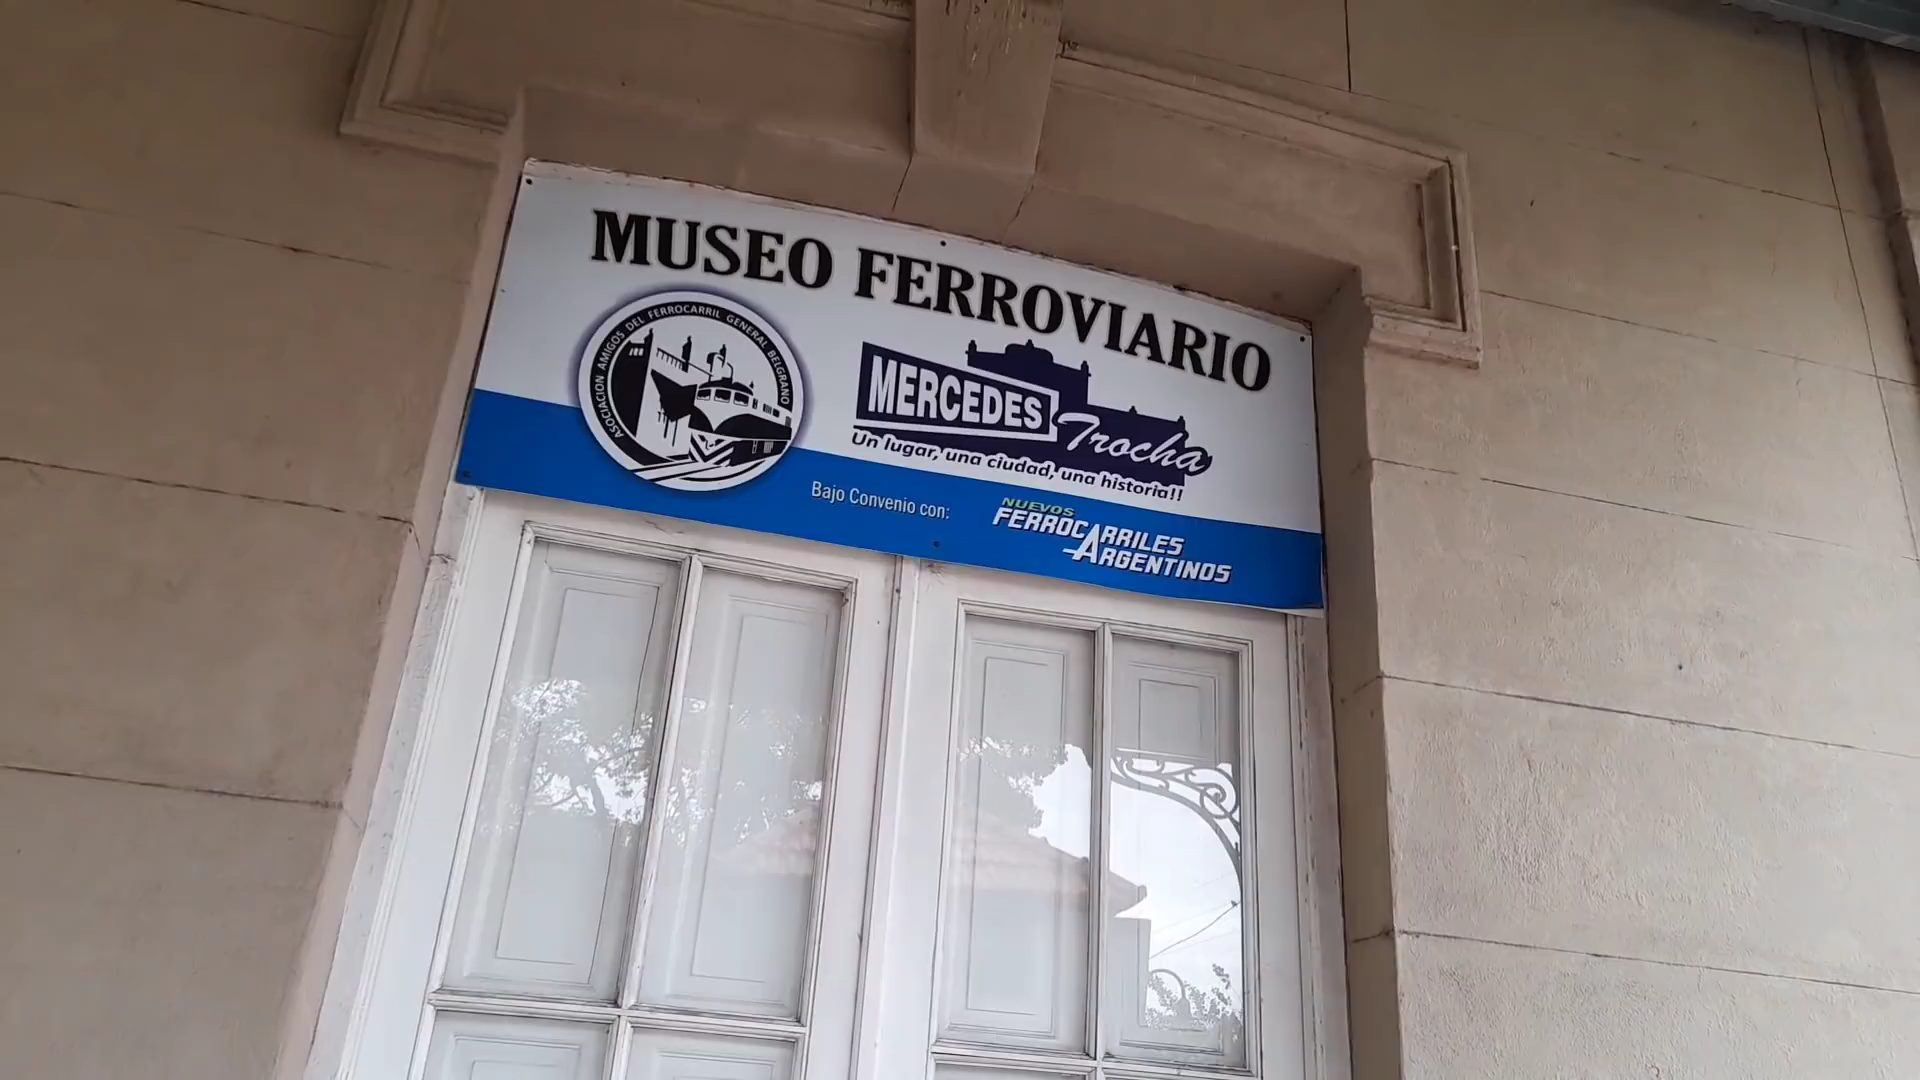 MUSEO FERROVIARIO
ASOCIACION AMIGOS DEL FERROCARRIL GENERAL BELGRANO
MERCEDES
Trocha
Un lugar, una ciudad, una historia!!
Bajo Convenio con:
NUEVOS
FERROCARRILES
ARGENTINOS